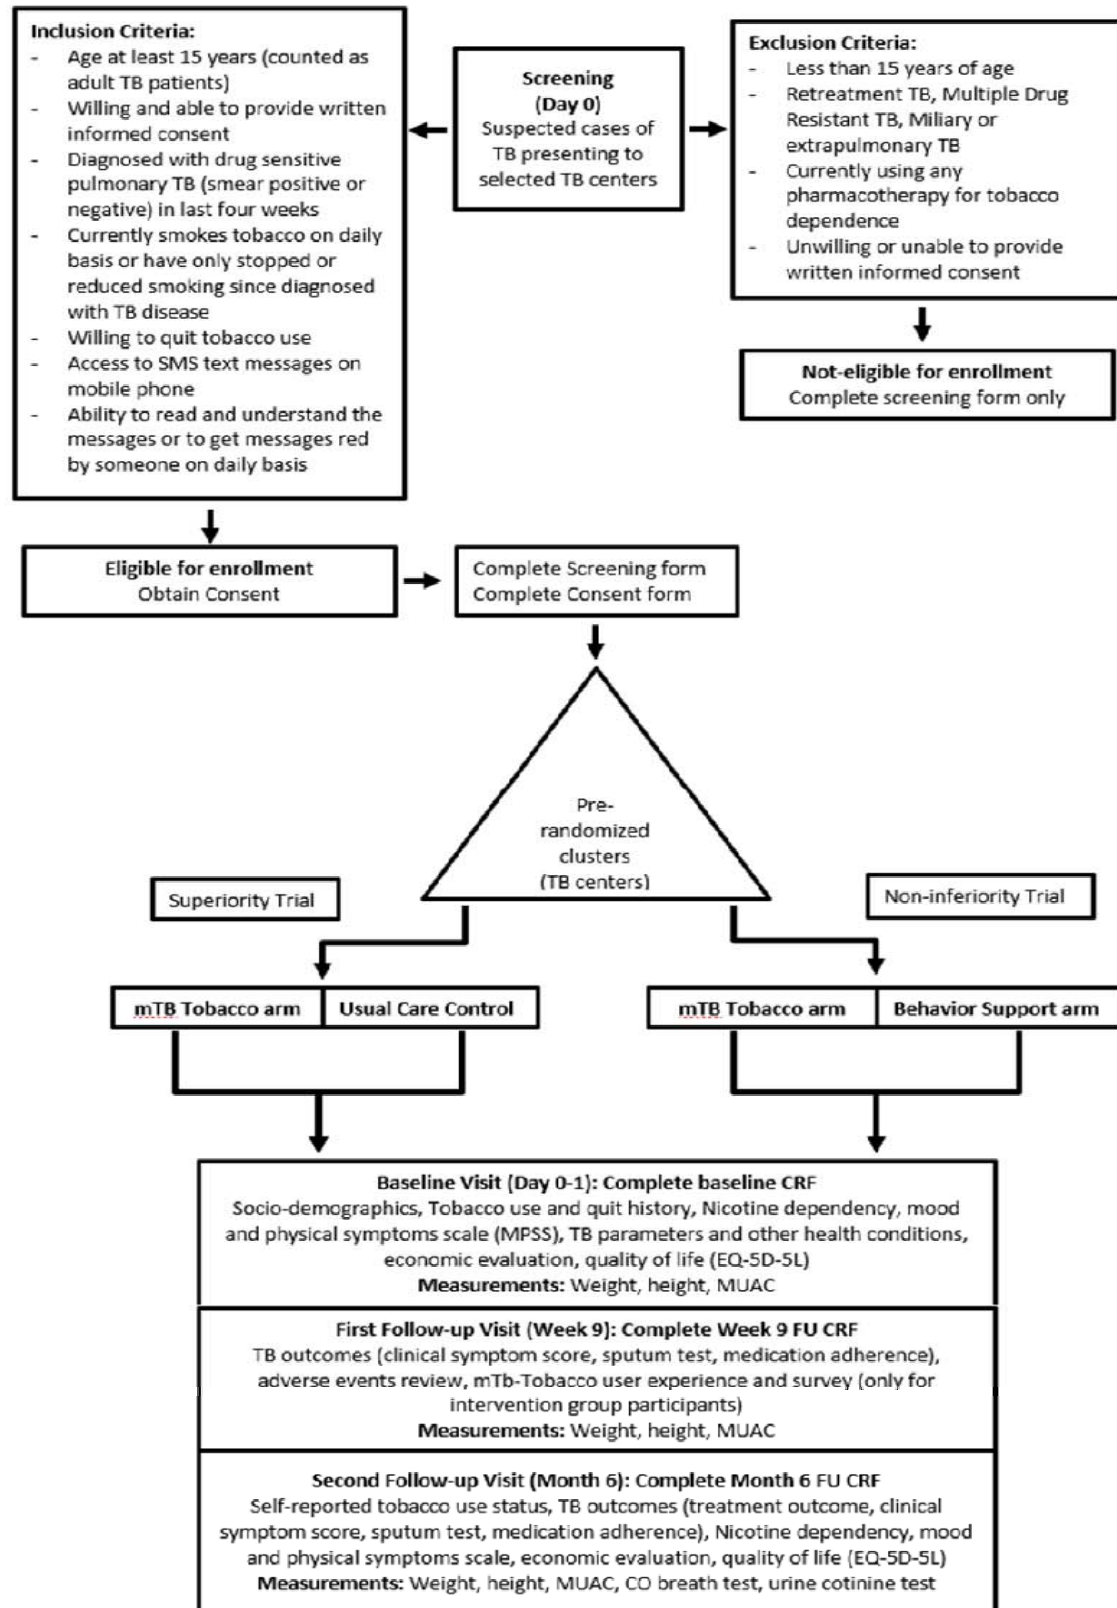 Inclusion Criteria:
- Age at least 15 years (counted as
adult TB patients)
- Willing and able to provide written
informed consent
- Diagnosed with drug sensitive
pulmonary TB (smear positive or
negative) in last four weeks
- Currently smokes tobacco on daily
basis or have only stopped or
reduced smoking since diagnosed
with TB disease
- Willing to quit tobacco use
- Access to SMS text messages on
mobile phone
- Ability to read and understand the
messages or to get messages red
by someone on daily basis
Screening
(Day 0)
Suspected cases of
TB presenting to
selected TB centers
Exclusion Criteria:
- Less than 15 years of age
- Retreatment TB, Multiple Drug
Resistant TB, Miliary or
extrapulmonary TB
- Currently using any
pharmacotherapy for tobacco
dependence
- Unwilling or unable to provide
written informed consent
Not-eligible for enrollment
Complete screening form only
Eligible for enrollment
Obtain Consent
Complete Screening form
Complete Consent form
Pre-
randomized
clusters
(TB centers)
Superiority Trial
Non-inferiority Trial
mTB Tobacco arm
Usual Care Control
mTB Tobacco arm
Behavior Support arm
Baseline Visit (Day 0-1): Complete baseline CRF
Socio-demographics, Tobacco use and quit history, Nicotine dependency, mood
and physical symptoms scale (MPSS), TB parameters and other health conditions,
economic evaluation, quality of life (EQ-5D-5L)
Measurements: Weight, height, MUAC
First Follow-up Visit (Week 9): Complete Week 9 FU CRF
TB outcomes (clinical symptom score, sputum test, medication adherence),
adverse events review, mTb-Tobacco user experience and survey (only for
intervention group participants)
Measurements: Weight, height, MUAC
Second Follow-up Visit (Month 6): Complete Month 6 FU CRF
Self-reported tobacco use status, TB outcomes (treatment outcome, clinical
symptom score, sputum test, medication adherence), Nicotine dependency, mood
and physical symptoms scale, economic evaluation, quality of life (EQ-5D-5L)
Measurements: Weight, height, MUAC, CO breath test, urine cotinine test